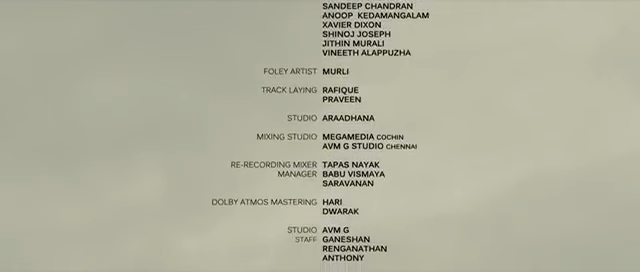 SANDEEP CHANDRAN
ANOOP KEDAMANGALAM
XAVIER DIXON
SHINOJ JOSEPH
JITHIN MURALI
VINEETH ALAPPUZHA
FOLEY ARTIST MURLI
TRACK LAYING RAFIQUE
PRAVEEN
STUDIO ARAADHANA
MIXING STUDIO MEGAMEDIA COCHIN
AVM G STUDIO CHENNAI
RE-RECORDING MIXER TAPAS NAYAK
MANAGER BABU VISMAYA
SARAVANAN
DOLBY ATMOS MASTERING HARI
DWARAK
STUDIO AVM G
STAFF GANESHAN
RENGANATHAN
ANTHONY